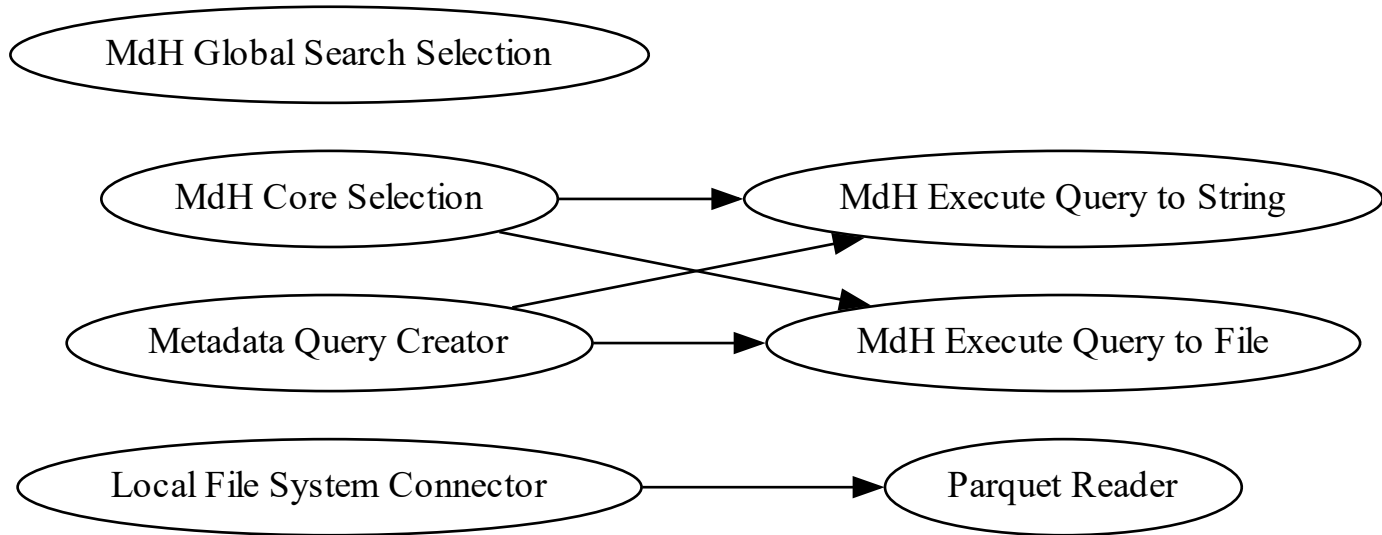 MdH Global Search Selection
MdH Core Selection
MdH Execute Query to String
Metadata Query Creator
MdH Execute Query to File
Local File System Connector
Parquet Reader